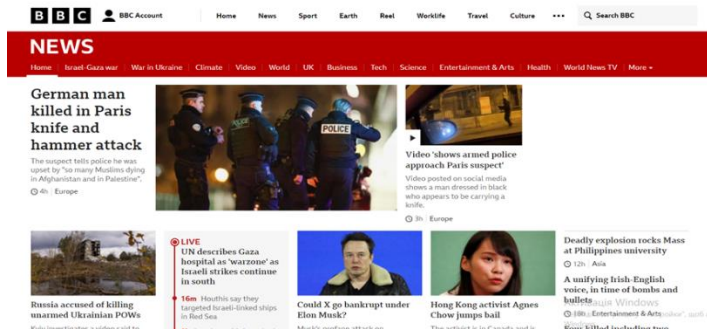 BBC BBC Account Home News Sport Earth Reel Worklife Travel Culture ••• Search BBC
NEWS
Home Israel-Gaza war War in Ukraine Climate Video World UK Business Tech Science Entertainment & Arts Health World News TV More
German man
killed in Paris
knife and
hammer attack
The suspect tells police he was
upset by "so many Muslims dying
in Afghanistan and in Palestine".
4h Europe
POLICE
Video 'shows armed police
approach Paris suspect'
Video posted on social media
shows a man dressed in black
who appears to be carrying a
knife.
3h Europe
Russia accused of killing
unarmed Ukrainian POWs
LIVE
UN describes Gaza
hospital as 'warzone' as
Israeli strikes continue
in south
16m Houthis say they
targeted Israeli-linked ships
in Red Sea
Could X go bankrupt under
Elon Musk?
Hong Kong activist Agnes
Chow jumps bail
Deadly explosion rocks Mass
at Philippines university
12h Asia
A unifying Irish-English
voice, in time of bombs and
bullets
Windows
Entertainment & Arts